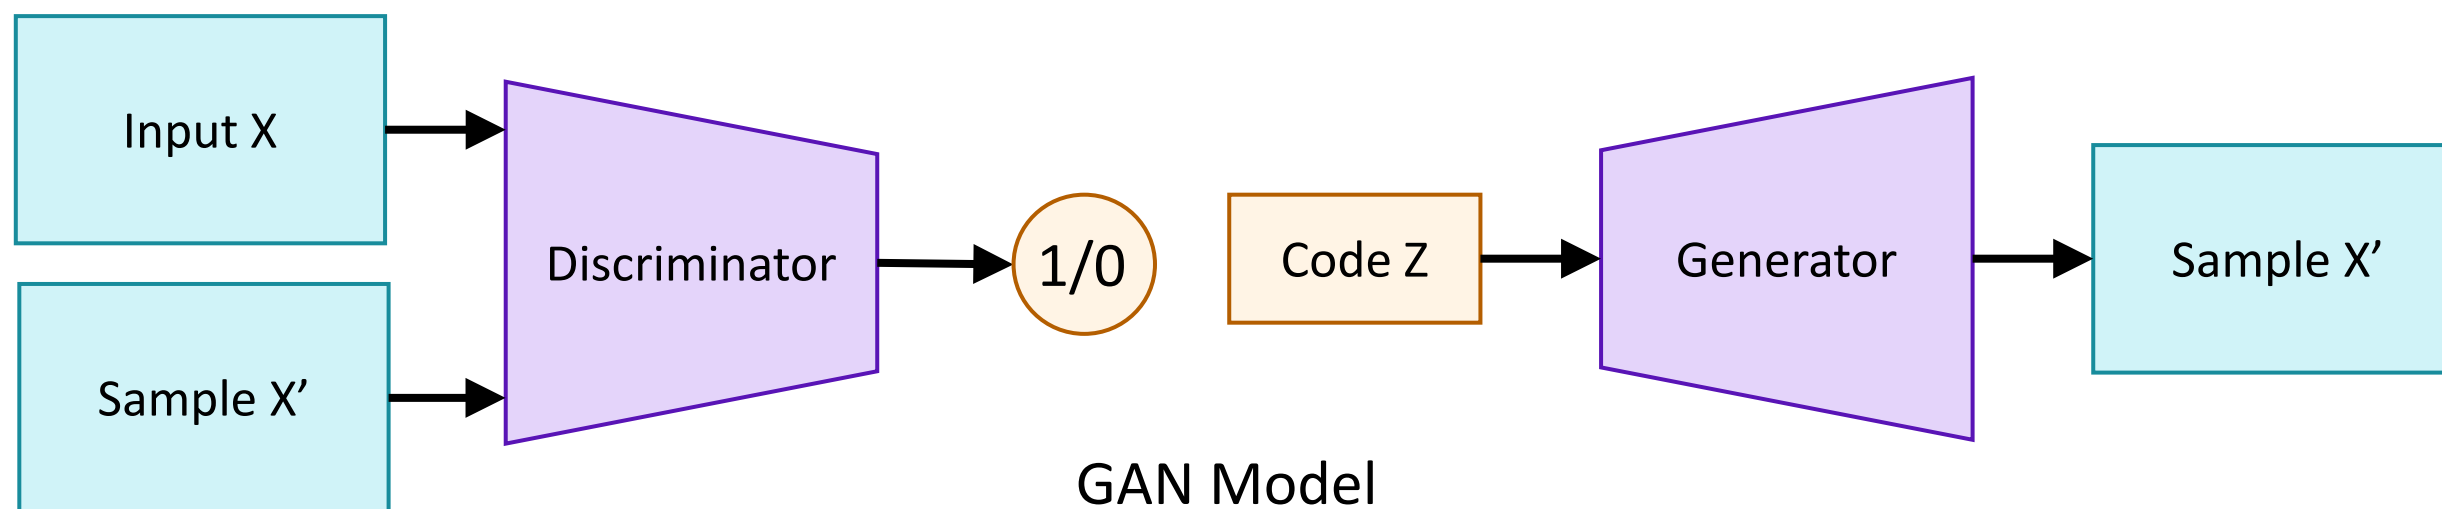 Input X
Sample X’
Discriminator
1/0
Code Z
Generator
Sample X’
GAN Model